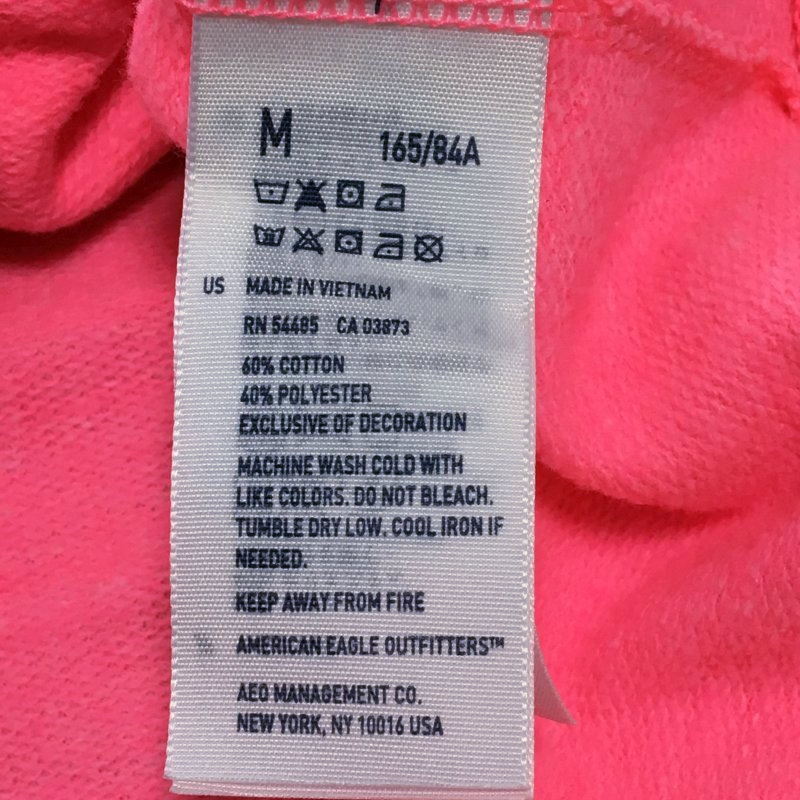 M 165/84A
US MADE IN VIETNAM
RN 54485 CA 03873
60% COTTON
40% POLYESTER
EXCLUSIVE OF DECORATION
MACHINE WASH COLD WITH
LIKE COLORS. DO NOT BLEACH.
TUMBLE DRY LOW. COOL IRON IF
NEEDED.
KEEP AWAY FROM FIRE
AMERICAN EAGLE OUTFITTERS™
AEO MANAGEMENT CO.
NEW YORK, NY 10016 USA